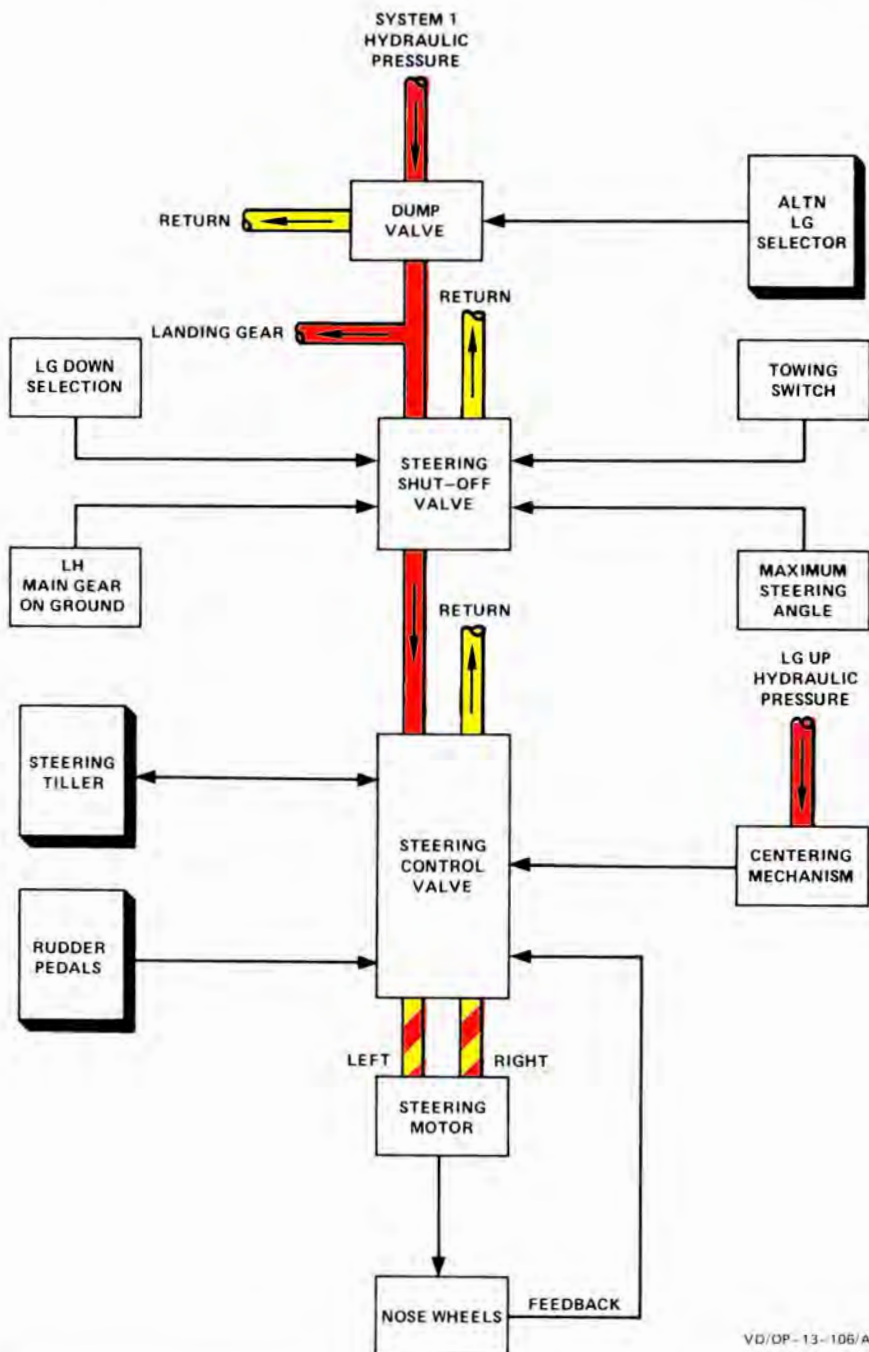 SYSTEM 1
HYDRAULIC
PRESSURE
RETURN
DUMP
VALVE
ALTN
LG
SELECTOR
RETURN
LANDING GEAR
LG DOWN
SELECTION
TOWING
SWITCH
STEERING
SHUT-OFF
VALVE
LH
MAIN GEAR
ON GROUND
MAXIMUM
STEERING
ANGLE
RETURN
LG UP
HYDRAULIC
PRESSURE
STEERING
TILLER
STEERING
CONTROL
VALVE
CENTERING
MECHANISM
RUDDER
PEDALS
LEFT
RIGHT
STEERING
MOTOR
NOSE WHEELS
FEEDBACK
VD/OP-13-106/A